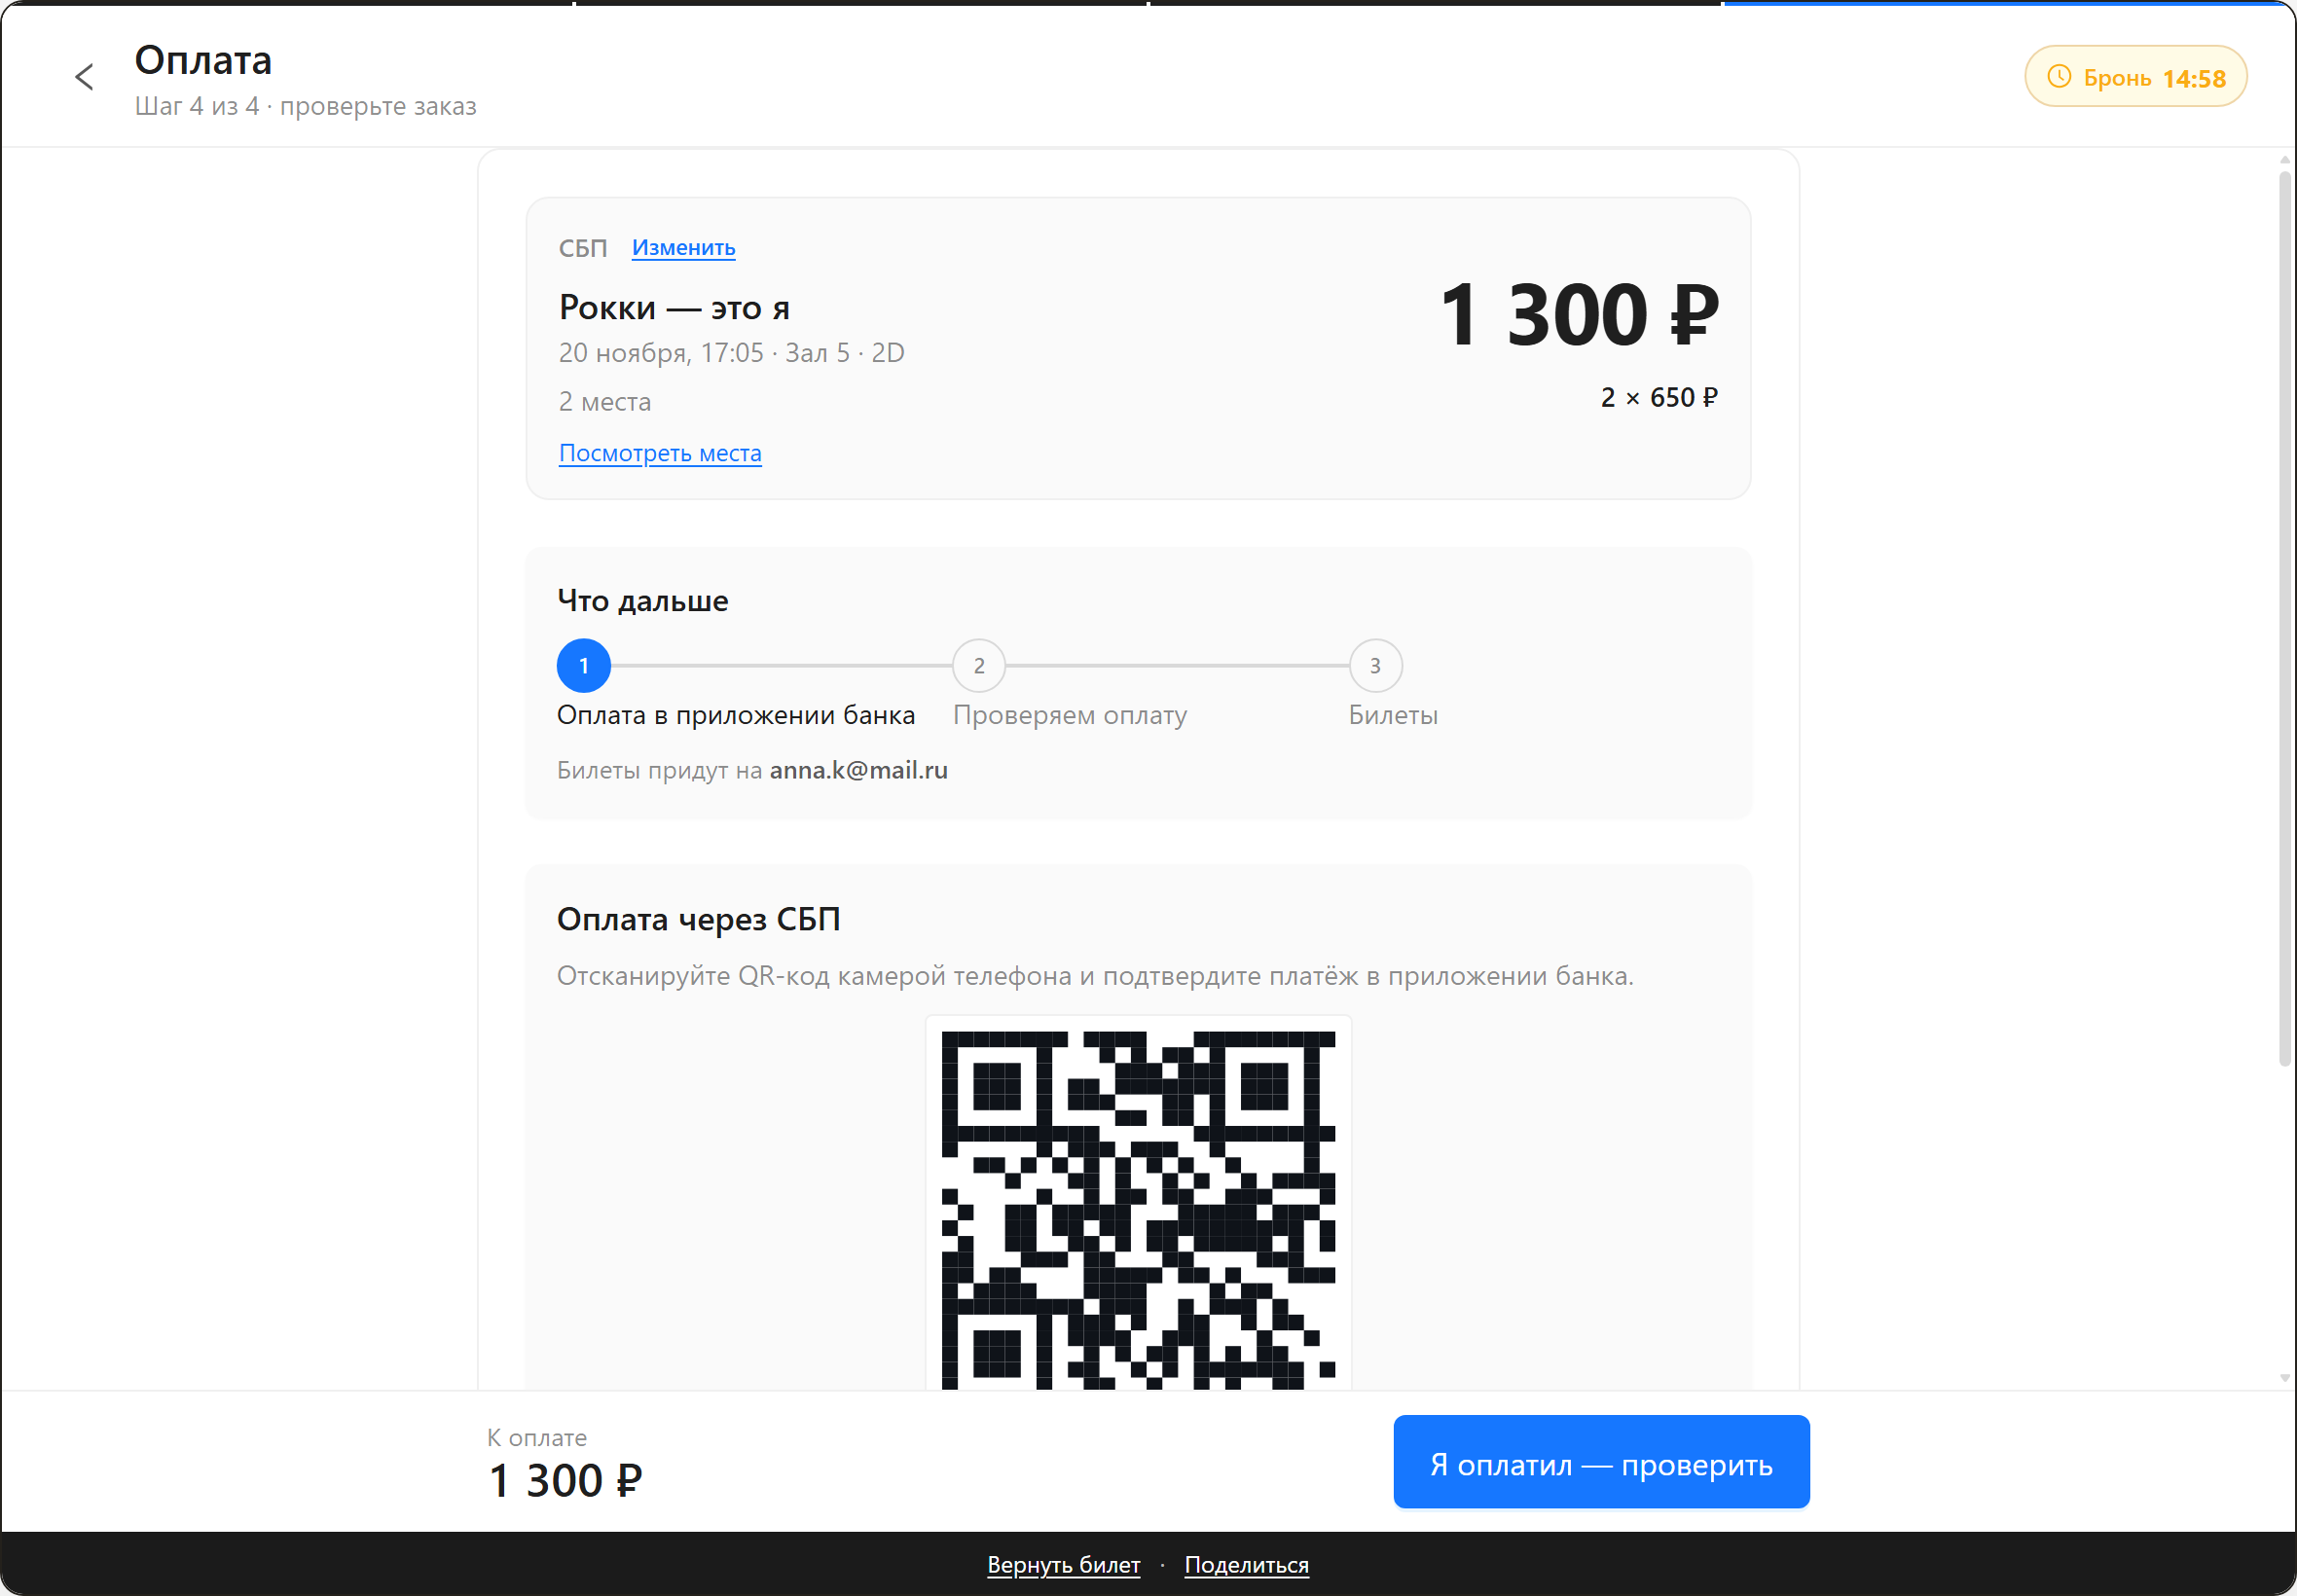 Оплата
Шаг 4 из 4 · проверьте заказ
Бронь 14:58
СБП Изменить
Рокки — это я
20 ноября, 17:05 · Зал 5 · 2D
2 места
Посмотреть места
1 300 ₽
2 × 650 ₽
Что дальше
1 2 3
Оплата в приложении банка Проверяем оплату Билеты
Билеты придут на anna.k@mail.ru
Оплата через СБП
Отсканируйте QR-код камерой телефона и подтвердите платёж в приложении банка.
К оплате
1 300 ₽
Я оплатил — проверить
Вернуть билет · Поделиться